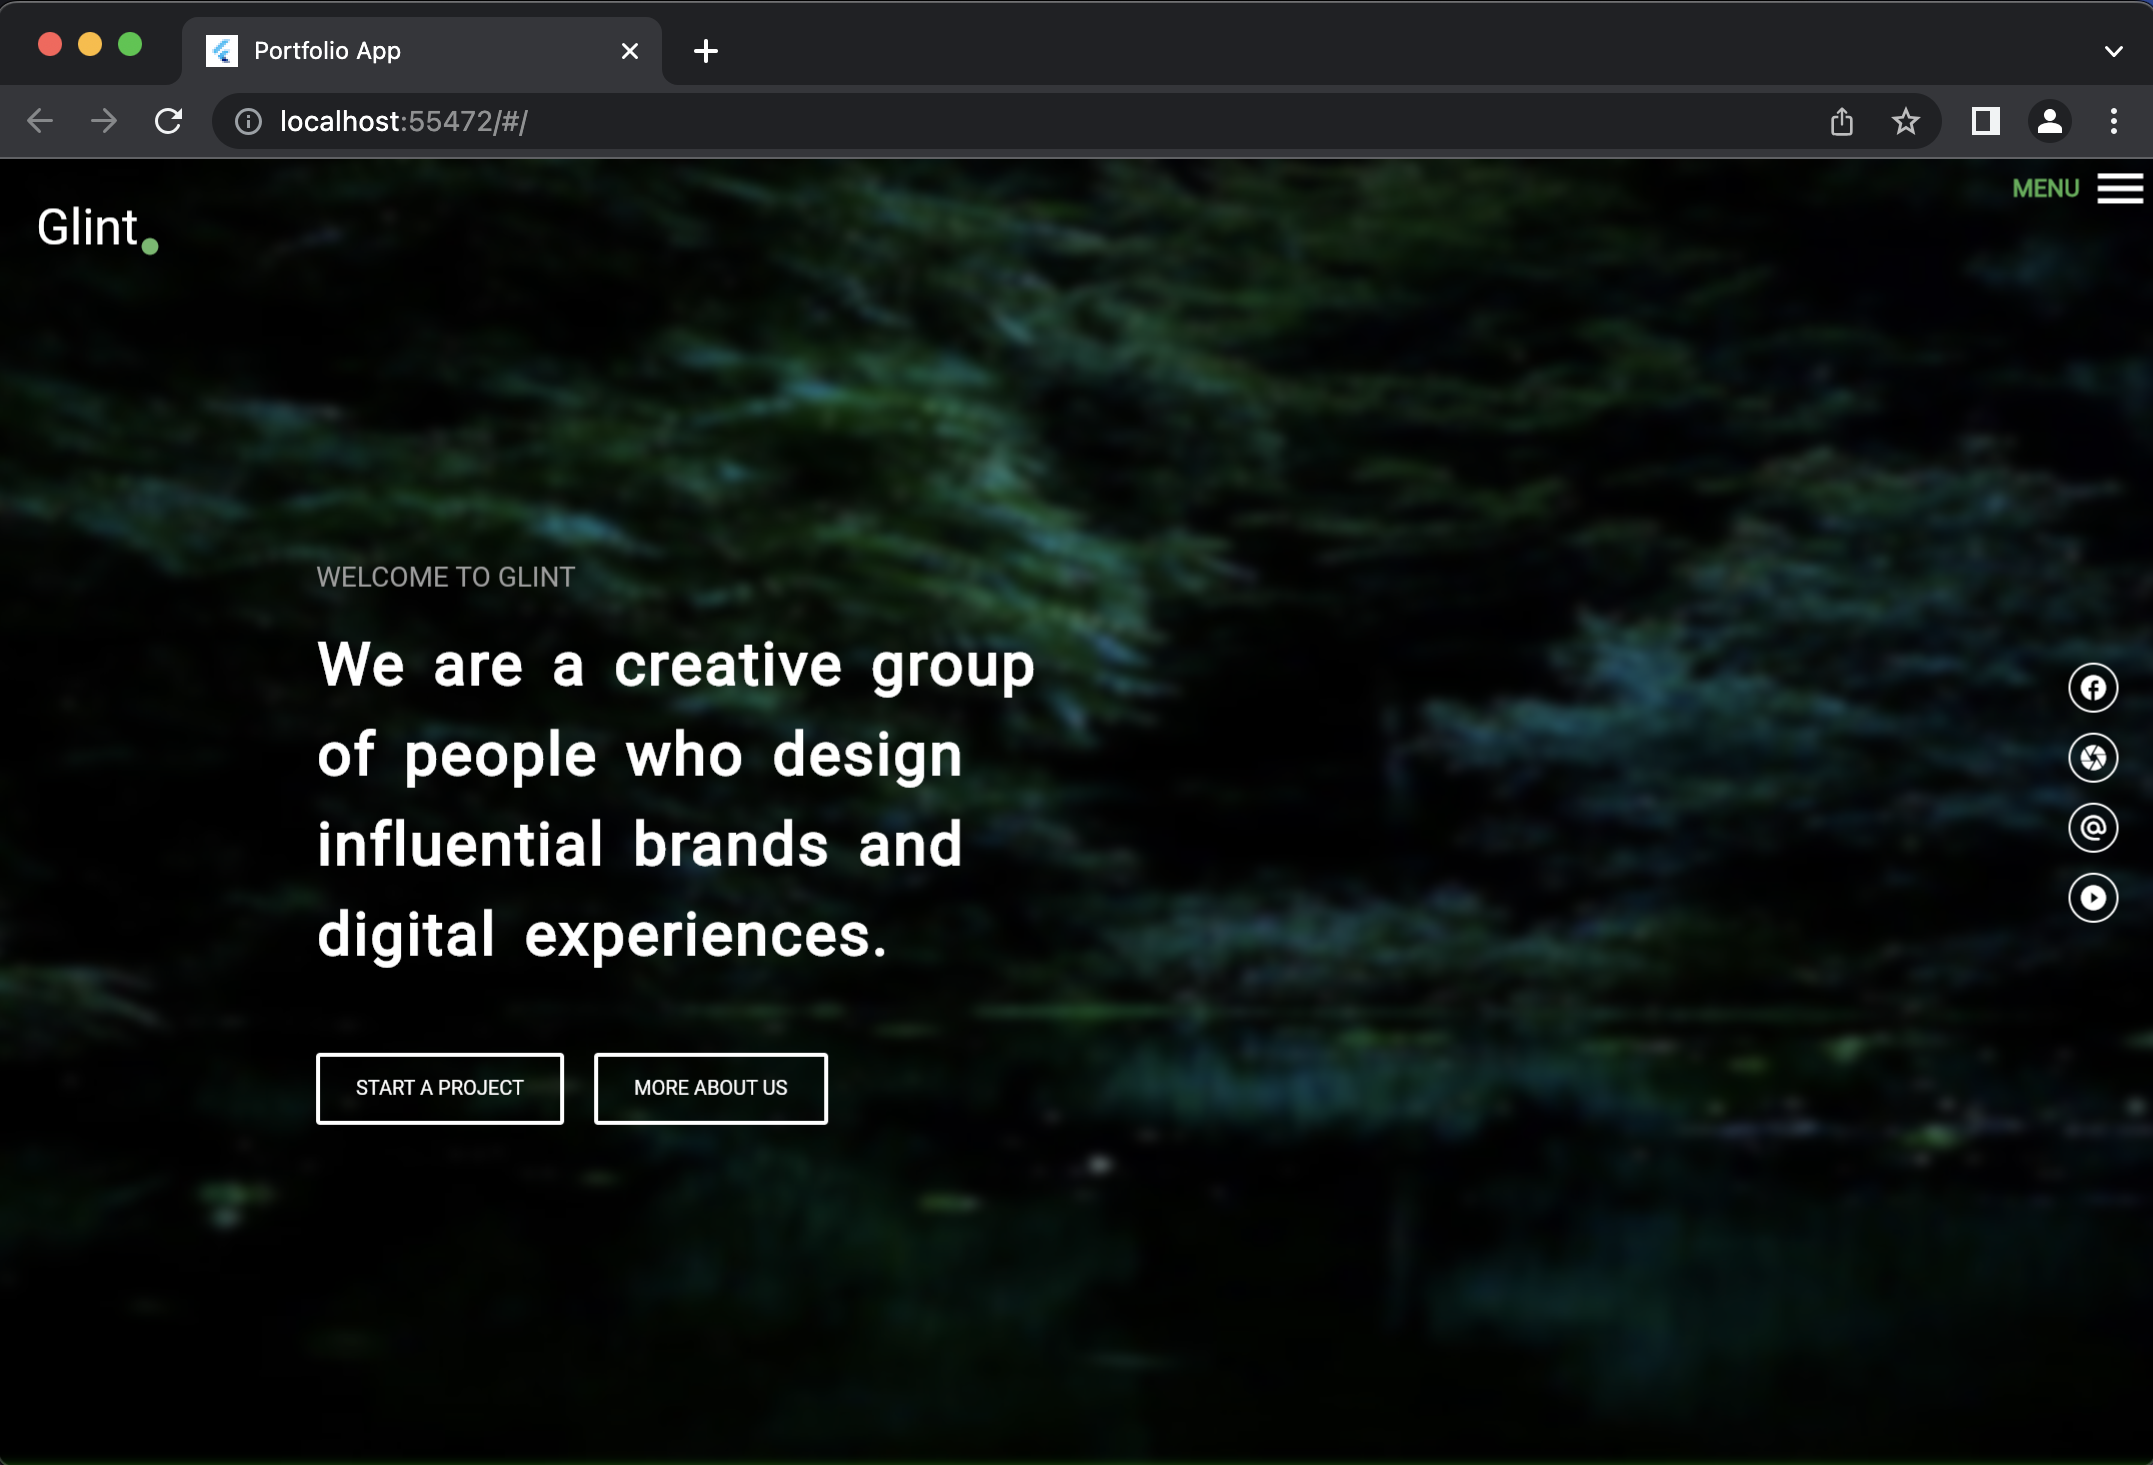 Portfolio App
localhost:55472/#/
MENU
Glint
WELCOME TO GLINT
We are a creative group
of people who design
influential brands and
digital experiences.
START A PROJECT
MORE ABOUT US